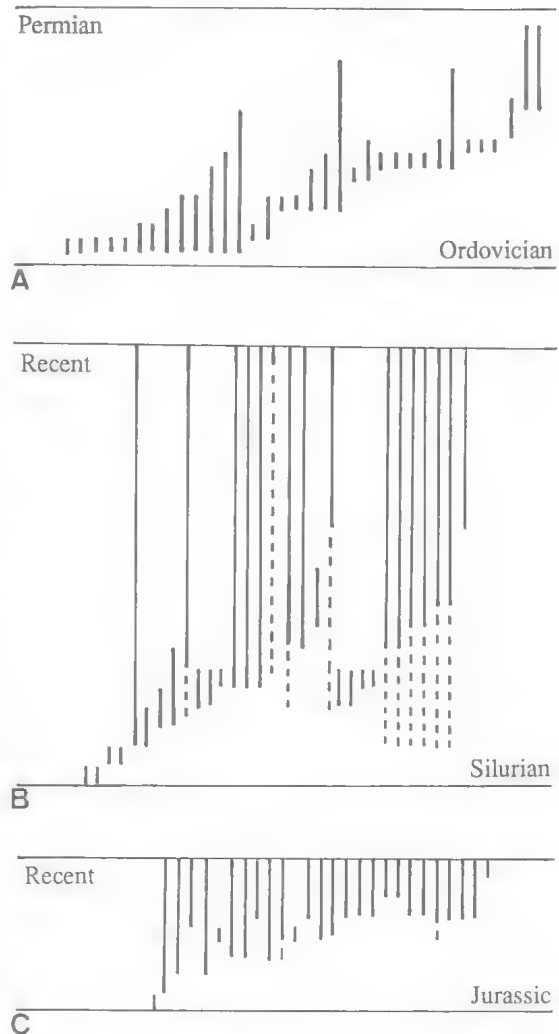 Permian
Ordovician
A
Recent
Silurian
B
Recent
Jurassic
C